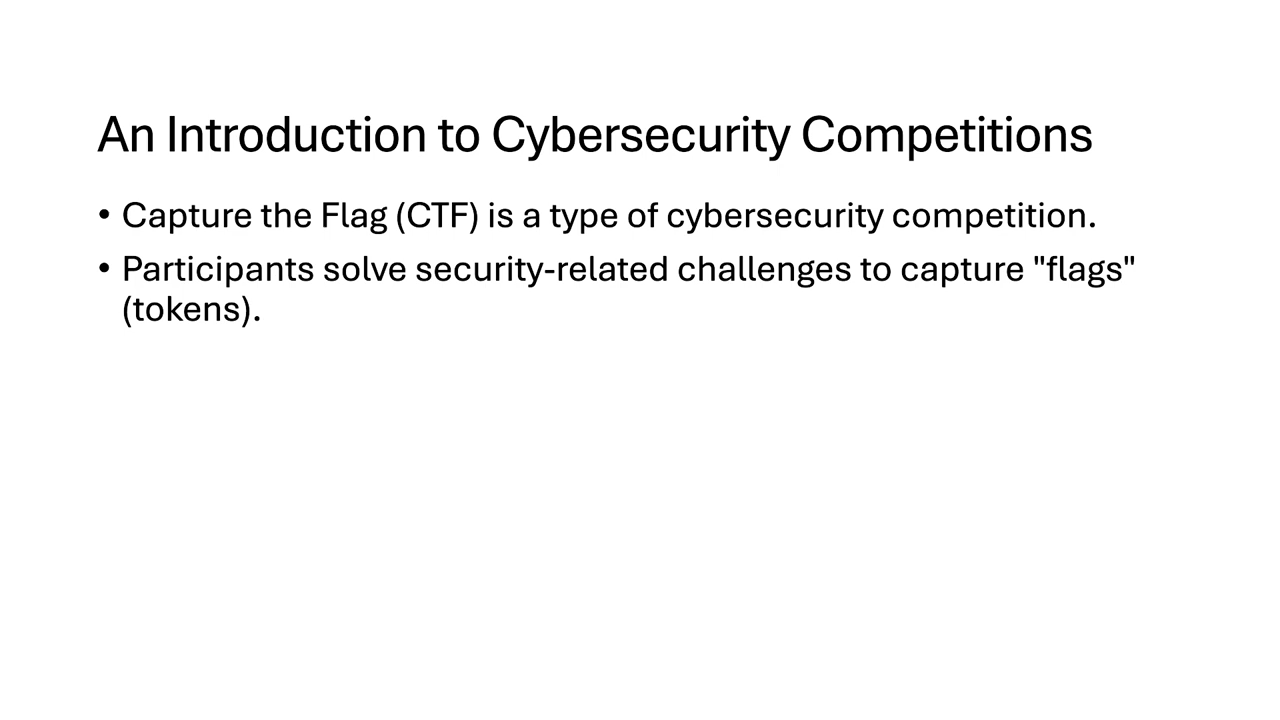 An Introduction to Cybersecurity Competitions
• Capture the Flag (CTF) is a type of cybersecurity competition.
• Participants solve security-related challenges to capture "flags"
(tokens).